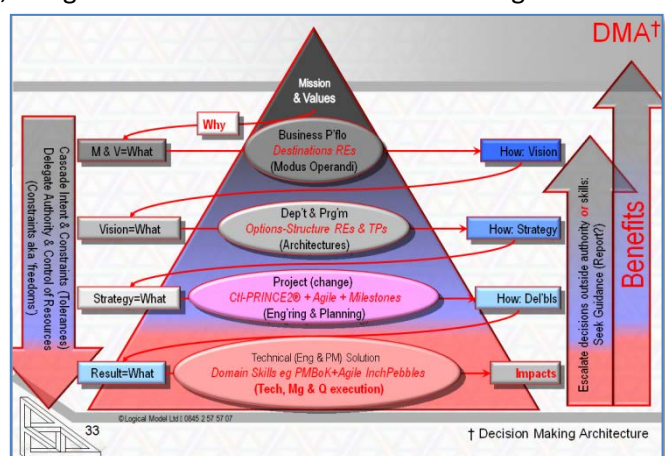 DMA†
Mission
& Values
Why
Business P'flo
Destinations REs
(Modus Operandi)
M & V=What
How: Vision
Dep't & Prg'm
Options-Structure REs & TPs
(Architectures)
Vision=What
How: Strategy
Project (change)
Ctl-PRINCE2® + Agile + Milestones
(Eng'ring & Planning)
Strategy=What
How: Del'bls
Technical (Eng & PM) Solution
Domain Skills eg PMBoK+Agile InchPebbles
(Tech, Mg & Q execution)
Result=What
Impacts
Cascade Intent & Constraints (Tolerances)
Delegate Authority & Control of Resources
(Constraints aka 'freedoms')
Escalate decisions outside authority or skills:
Seek Guidance (Report?)
Benefits
©Logical Model Ltd | 0845 2 57 57 07
33
† Decision Making Architecture